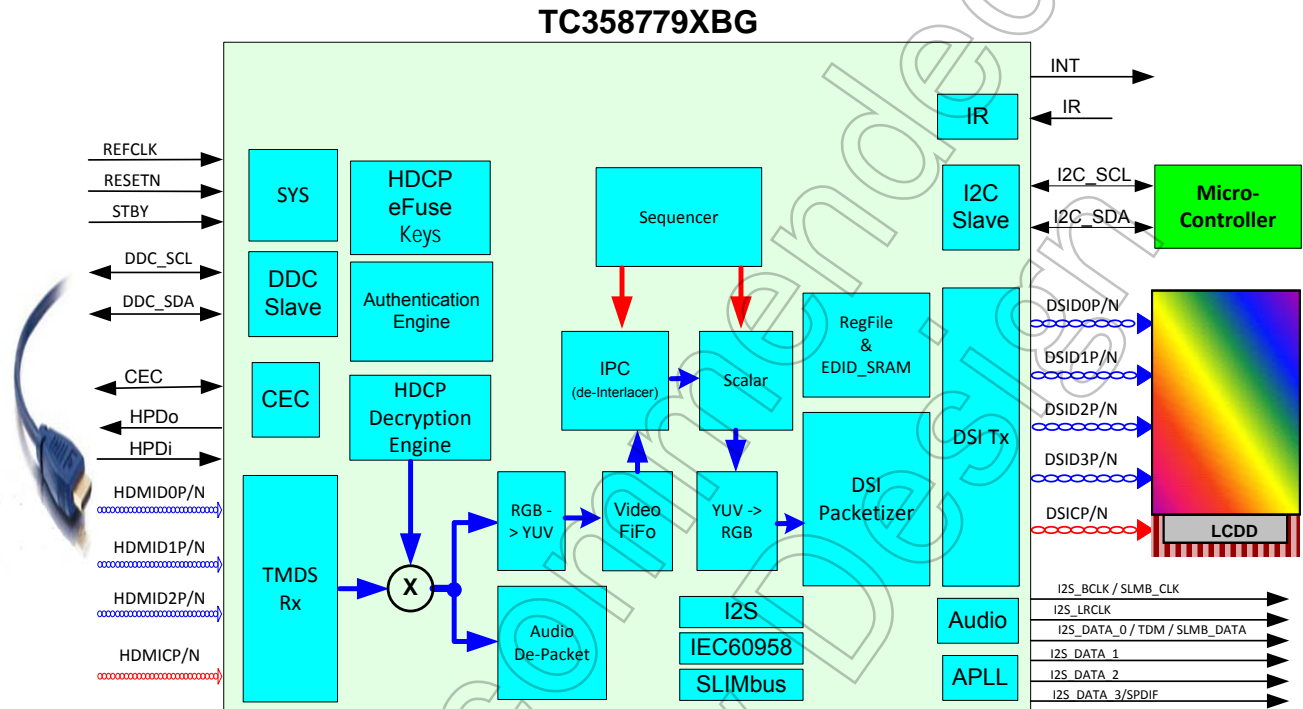 TC358779XBG
REFCLK
RESETN
STBY
DDC_SCL
DDC_SDA
CEC
HPDo
HPDi
HDMID0P/N
HDMID1P/N
HDMID2P/N
HDMICP/N
SYS
HDCP
eFuse
Keys
DDC
Slave
Authentication
Engine
CEC
HDCP
Decryption
Engine
TMDS
Rx
X
RGB -
> YUV
Video
FiFo
Audio
De-Packet
Sequencer
IPC
(de-Interlacer)
Scalar
YUV ->
RGB
RegFile
&
EDID_SRAM
DSI
Packetizer
I2S
IEC60958
SLIMbus
IR
I2C
Slave
DSI Tx
Audio
APLL
INT
IR
I2C_SCL
I2C_SDA
Micro-
Controller
DSID0P/N
DSID1P/N
DSID2P/N
DSID3P/N
DSICP/N
LCDD
I2S_BCLK / SLMB_CLK
I2S_LRCLK
I2S_DATA_0 / TDM / SLMB_DATA
I2S_DATA_1
I2S_DATA_2
I2S_DATA_3/SPDIF